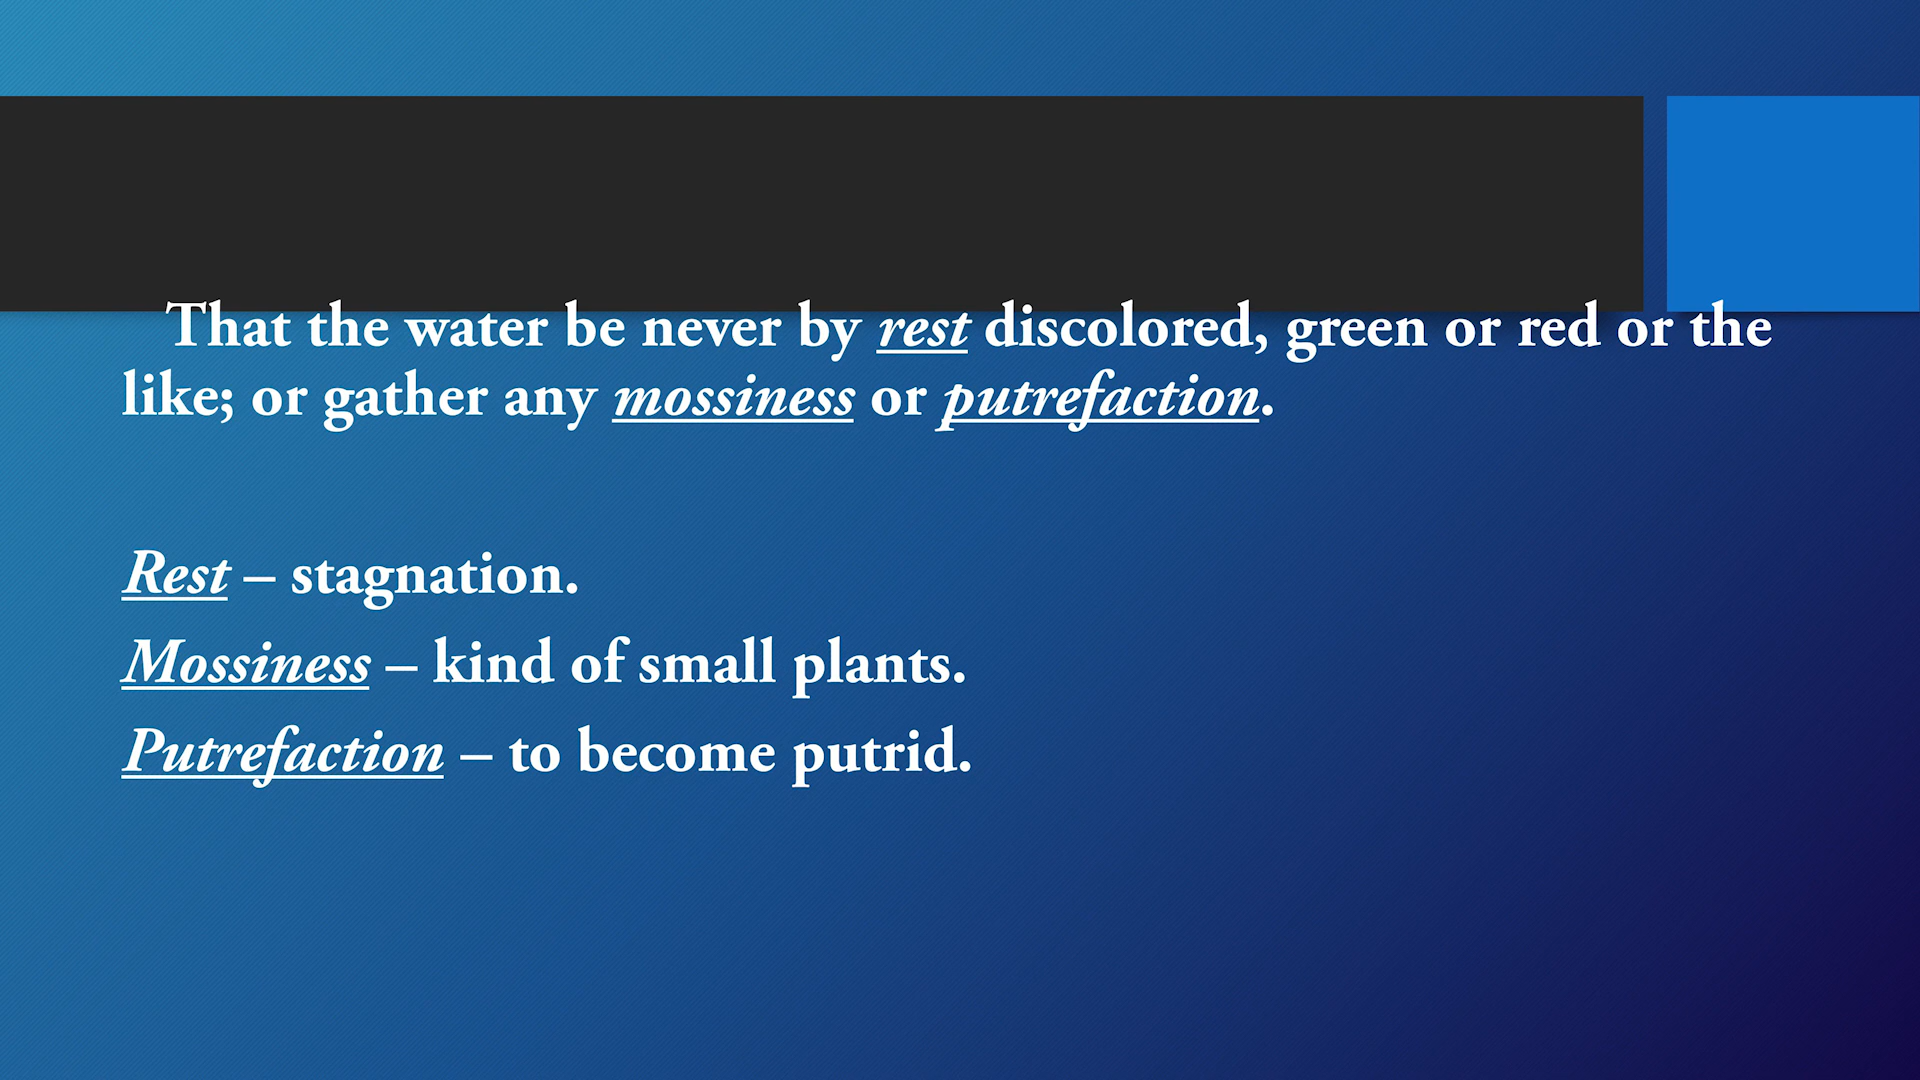 That the water be never by rest discolored, green or red or the
like; or gather any mossiness or putrefaction.
Rest – stagnation.
Mossiness – kind of small plants.
Putrefaction – to become putrid.